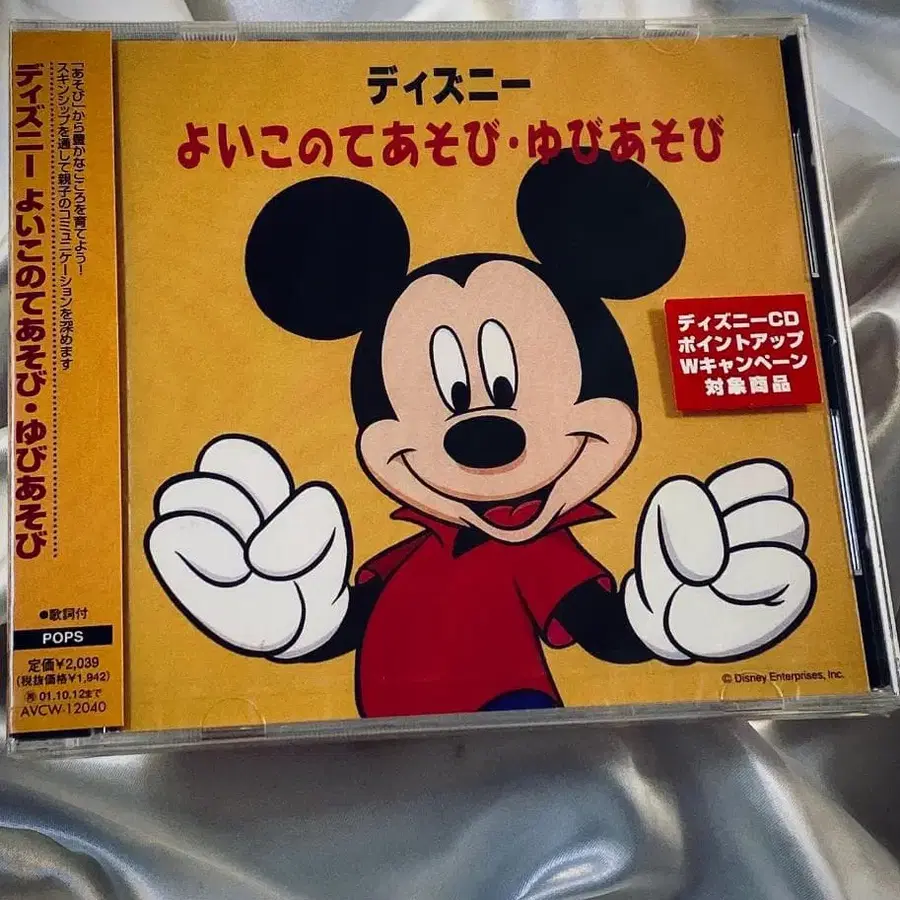 ディズニー
よいこのてあそび・ゆびあそび
ディズニーCD
ポイントアップ
Wキャンペーン
対象商品
© Disney Enterprises, Inc.
「あそび」から豊かなこころを育てよう!
スキンシップを通して親子のコミュニケーションを深めます
ディズニー よいこのてあそび・ゆびあそび
●歌詞付
POPS
定価¥2,039
(税抜価格¥1,942)
01.10.12まで
AVCW-12040